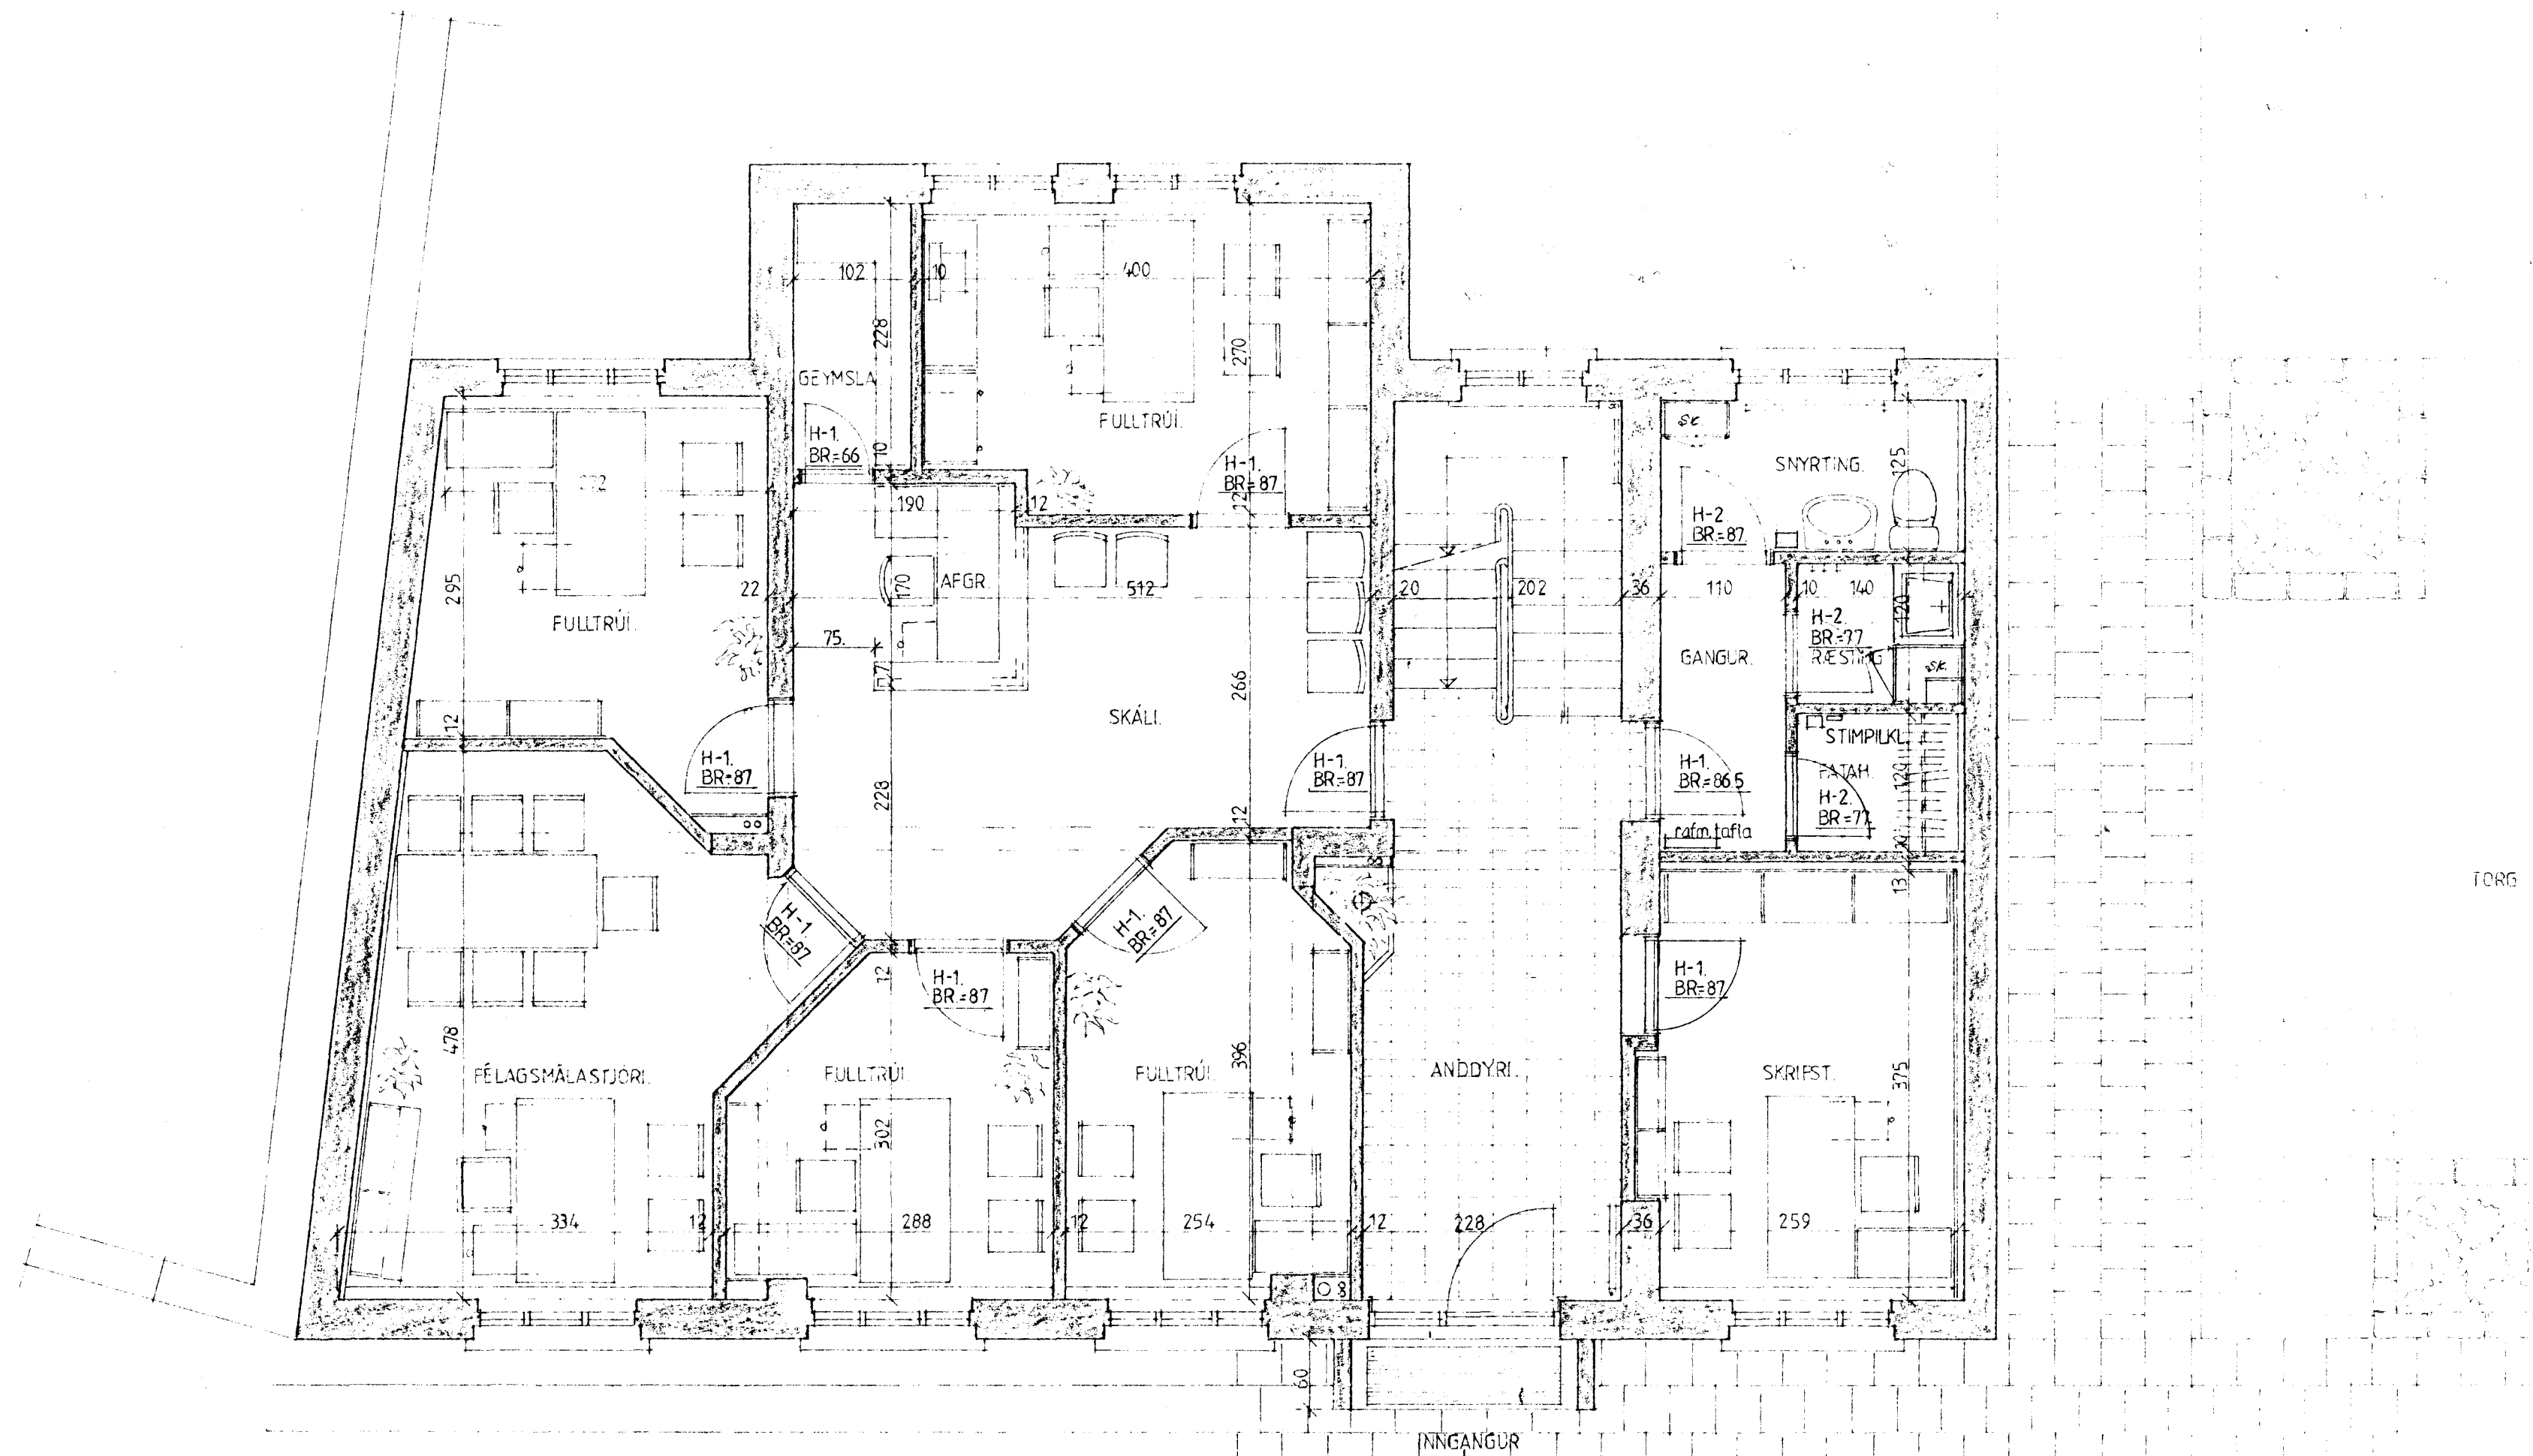 102
10
400
228
270
GEYMSLA
FULLTRÚI.
H-1.
BR=66
10
H-1.
BR=87
12
SK.
SNYRTING.
125
190
12
H-2
BR=87
295
22
FULLTRÚI.
170
AFGR.
512
20
202
36
110
10
140
120
75.
H-2.
BR=77
RÆSTING
SK.
GANGUR.
17
266
SKÁLI.
12
H-1.
BR=87
228
H-1.
BR=87
12
H-1.
BR=86.5
STIMPILKL.
FATAH.
120
H-2.
BR=77
rafm.tafla
13
TORG
H-1
BR=87
H-1.
BR=87
12
H-1.
BR=87
H-1.
BR=87
478
396
375
FÉLAGSMÁLASTJÓRI.
FULLTRÚI.
FULLTRÚI.
ANDDYRI.
SKRIFST.
302
334
12
288
12
254
12
228
36
259
60
INNGANGUR